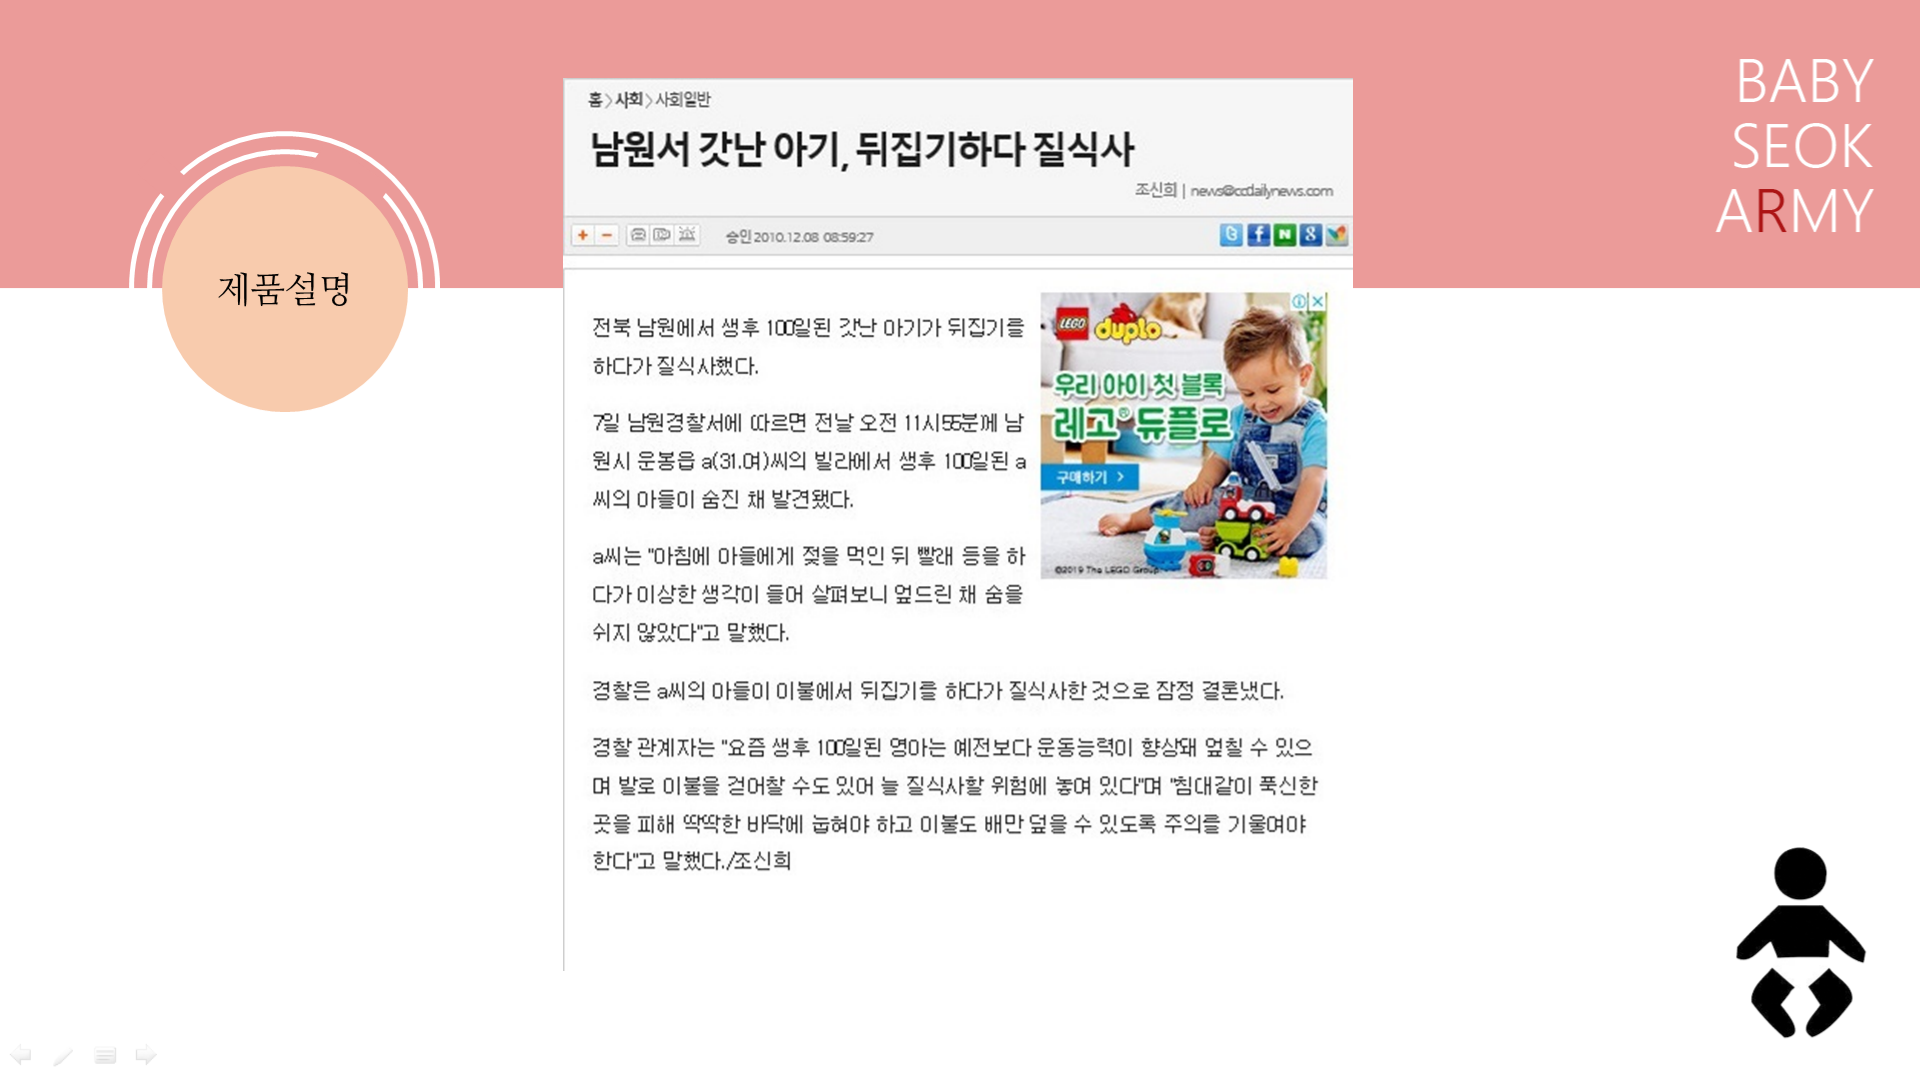 BABY
SEOK
ARMY
제품설명
홈 > 사회 > 사회일반
남원서 갓난 아기, 뒤집기하다 질식사
조신희 | news@ccdailynews.com
승인 2010.12.08 08:59:27
전북 남원에서 생후 100일된 갓난 아기가 뒤집기를
하다가 질식사했다.
7일 남원경찰서에 따르면 전날 오전 11시55분께 남
원시 운봉읍 a(31.여)씨의 빌라에서 생후 100일된 a
씨의 아들이 숨진 채 발견됐다.
a씨는 "아침에 아들에게 젖을 먹인 뒤 빨래 등을 하
다가 이상한 생각이 들어 살펴보니 엎드린 채 숨을
쉬지 않았다"고 말했다.
경찰은 a씨의 아들이 이불에서 뒤집기를 하다가 질식사한 것으로 잠정 결론냈다.
경찰 관계자는 "요즘 생후 100일된 영아는 예전보다 운동능력이 향상돼 엎칠 수 있으
며 발로 이불을 걷어찰 수도 있어 늘 질식사할 위험에 놓여 있다"며 "침대같이 푹신한
곳을 피해 딱딱한 바닥에 눕혀야 하고 이불도 배만 덮을 수 있도록 주의를 기울여야
한다"고 말했다./조신희
LEGO duplo
우리 아이 첫 블록
레고® 듀플로
구매하기 >
©2019 The LEGO Group